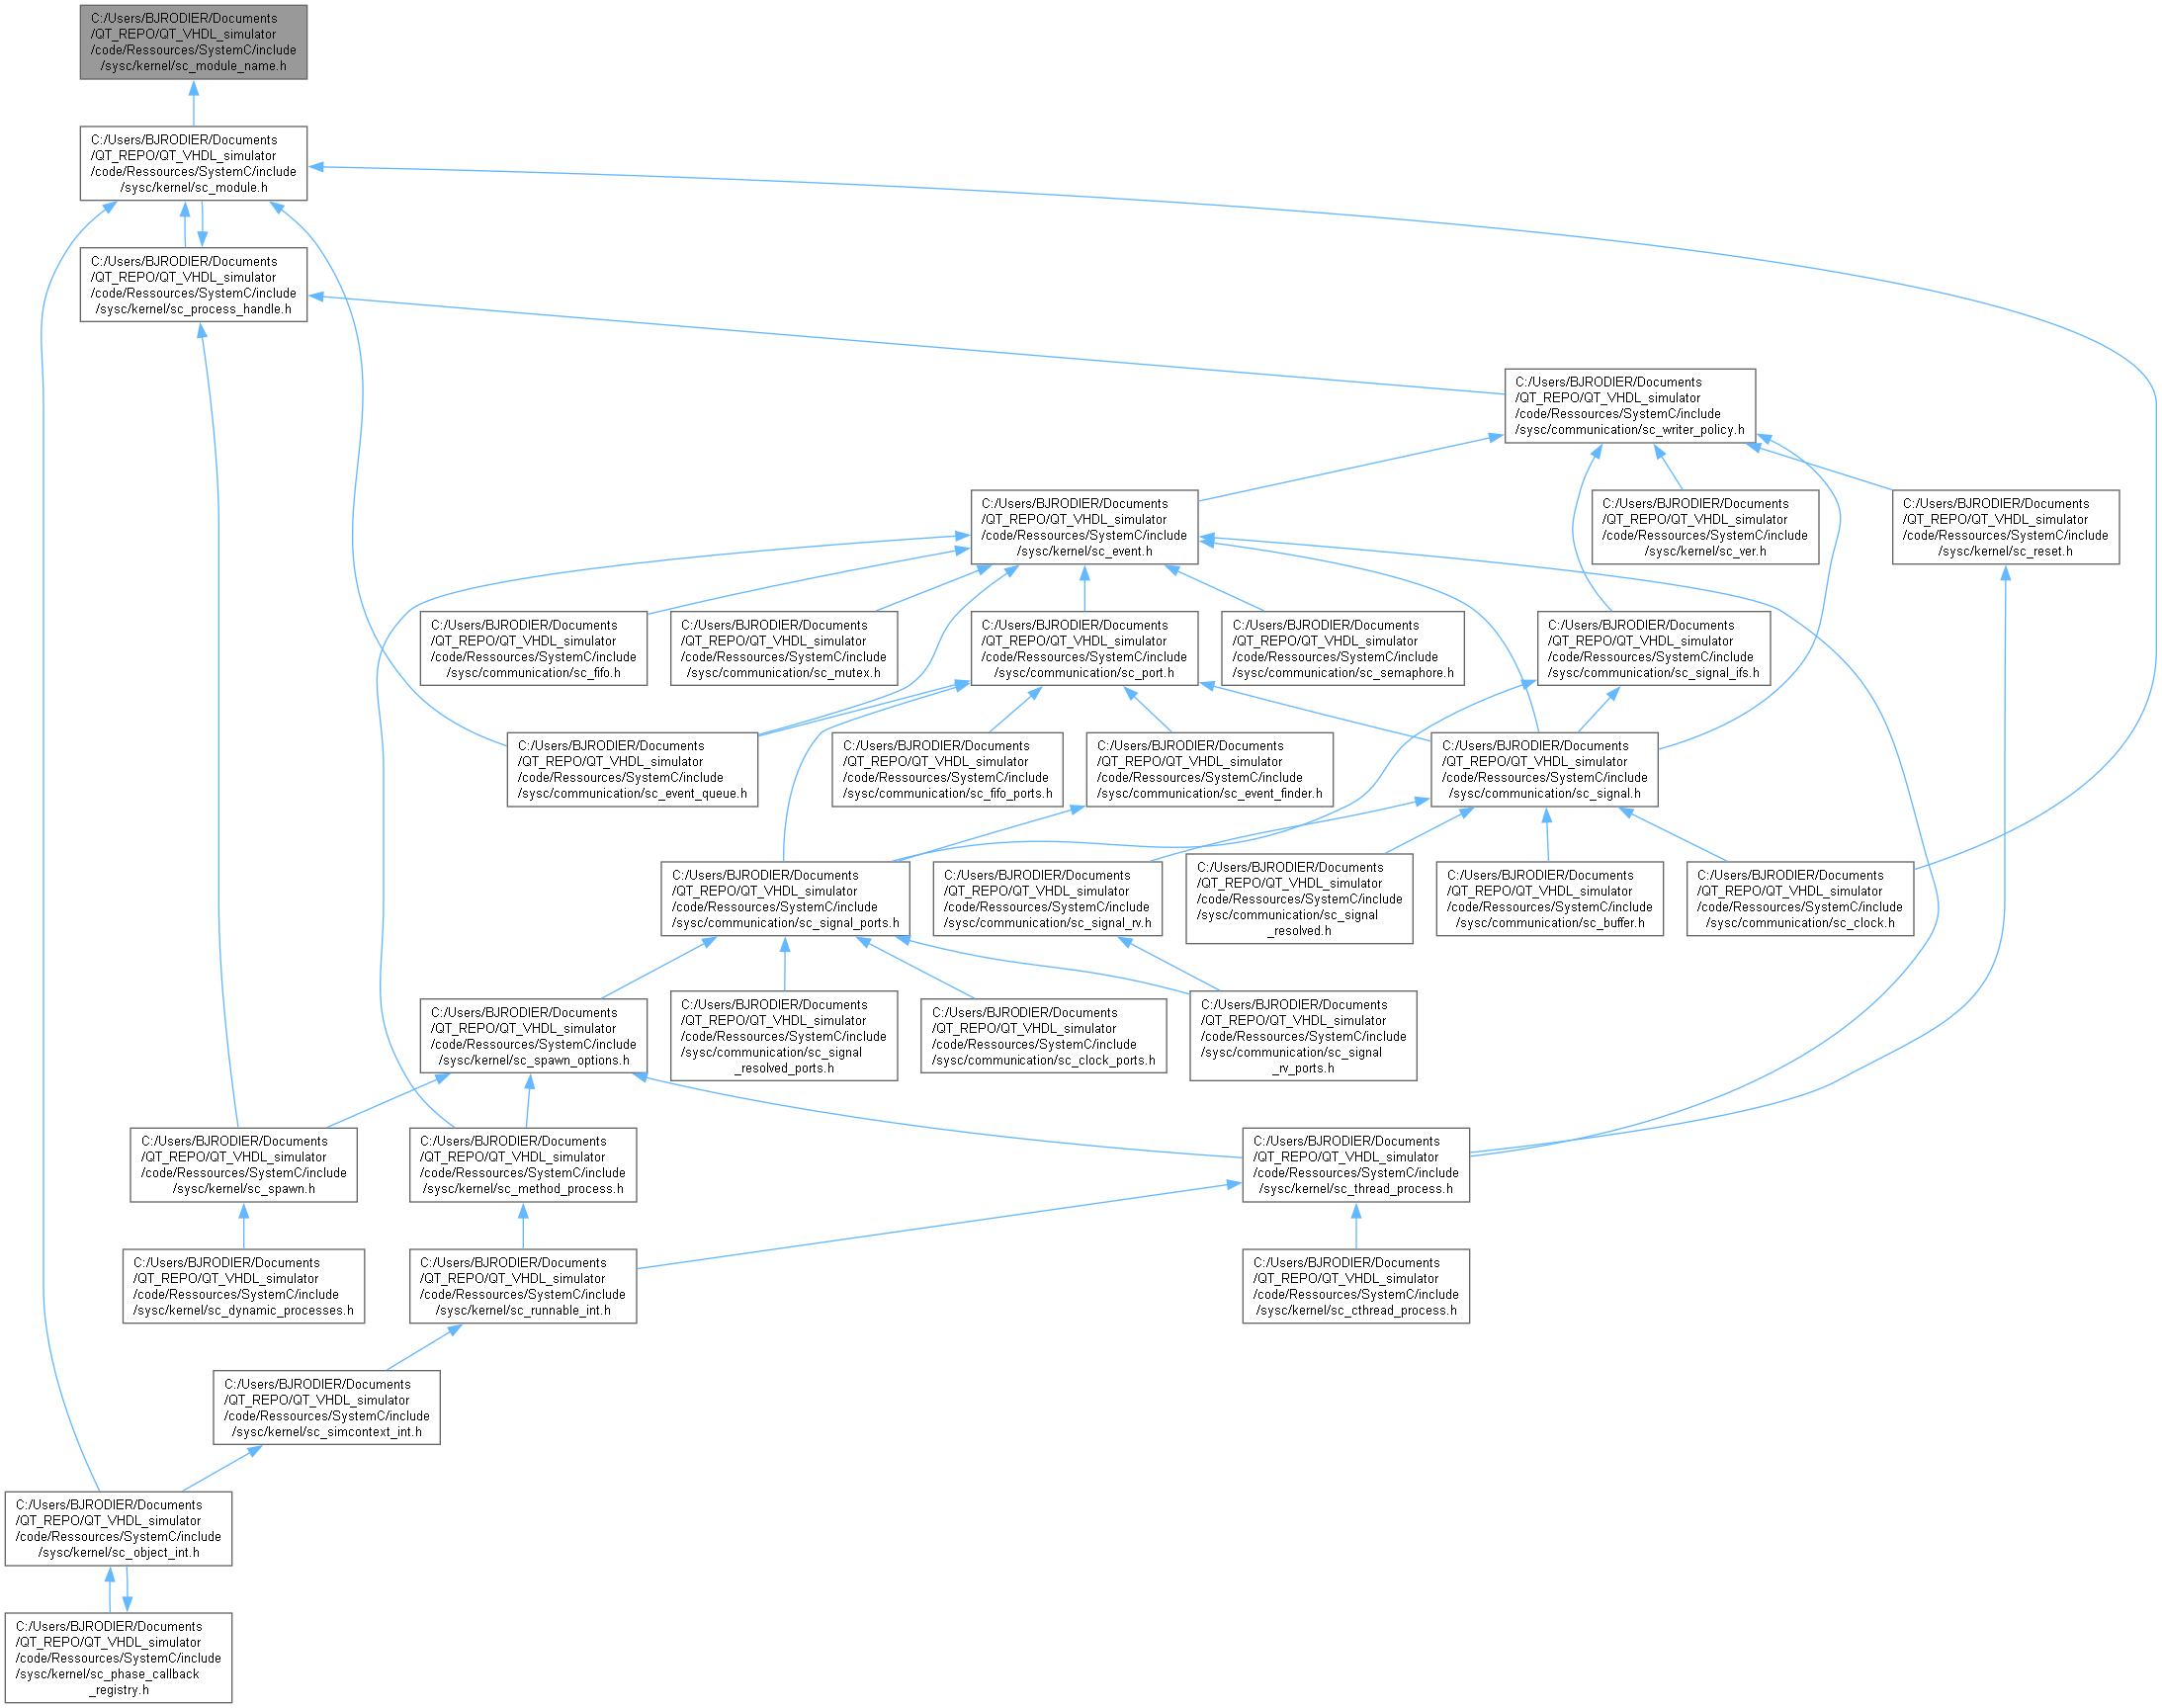 C:/Users/BJRODIER/Documents
/QT_REPO/QT_VHDL_simulator
/code/Ressources/SystemC/include
/sysc/kernel/sc_module_name.h
C:/Users/BJRODIER/Documents
/QT_REPO/QT_VHDL_simulator
/code/Ressources/SystemC/include
/sysc/kernel/sc_module.h
C:/Users/BJRODIER/Documents
/QT_REPO/QT_VHDL_simulator
/code/Ressources/SystemC/include
/sysc/kernel/sc_process_handle.h
C:/Users/BJRODIER/Documents
/QT_REPO/QT_VHDL_simulator
/code/Ressources/SystemC/include
/sysc/communication/sc_writer_policy.h
C:/Users/BJRODIER/Documents
/QT_REPO/QT_VHDL_simulator
/code/Ressources/SystemC/include
/sysc/kernel/sc_event.h
C:/Users/BJRODIER/Documents
/QT_REPO/QT_VHDL_simulator
/code/Ressources/SystemC/include
/sysc/kernel/sc_ver.h
C:/Users/BJRODIER/Documents
/QT_REPO/QT_VHDL_simulator
/code/Ressources/SystemC/include
/sysc/kernel/sc_reset.h
C:/Users/BJRODIER/Documents
/QT_REPO/QT_VHDL_simulator
/code/Ressources/SystemC/include
/sysc/communication/sc_fifo.h
C:/Users/BJRODIER/Documents
/QT_REPO/QT_VHDL_simulator
/code/Ressources/SystemC/include
/sysc/communication/sc_mutex.h
C:/Users/BJRODIER/Documents
/QT_REPO/QT_VHDL_simulator
/code/Ressources/SystemC/include
/sysc/communication/sc_port.h
C:/Users/BJRODIER/Documents
/QT_REPO/QT_VHDL_simulator
/code/Ressources/SystemC/include
/sysc/communication/sc_semaphore.h
C:/Users/BJRODIER/Documents
/QT_REPO/QT_VHDL_simulator
/code/Ressources/SystemC/include
/sysc/communication/sc_signal_ifs.h
C:/Users/BJRODIER/Documents
/QT_REPO/QT_VHDL_simulator
/code/Ressources/SystemC/include
/sysc/communication/sc_event_queue.h
C:/Users/BJRODIER/Documents
/QT_REPO/QT_VHDL_simulator
/code/Ressources/SystemC/include
/sysc/communication/sc_fifo_ports.h
C:/Users/BJRODIER/Documents
/QT_REPO/QT_VHDL_simulator
/code/Ressources/SystemC/include
/sysc/communication/sc_event_finder.h
C:/Users/BJRODIER/Documents
/QT_REPO/QT_VHDL_simulator
/code/Ressources/SystemC/include
/sysc/communication/sc_signal.h
C:/Users/BJRODIER/Documents
/QT_REPO/QT_VHDL_simulator
/code/Ressources/SystemC/include
/sysc/communication/sc_signal_ports.h
C:/Users/BJRODIER/Documents
/QT_REPO/QT_VHDL_simulator
/code/Ressources/SystemC/include
/sysc/communication/sc_signal_rv.h
C:/Users/BJRODIER/Documents
/QT_REPO/QT_VHDL_simulator
/code/Ressources/SystemC/include
/sysc/communication/sc_signal
_resolved.h
C:/Users/BJRODIER/Documents
/QT_REPO/QT_VHDL_simulator
/code/Ressources/SystemC/include
/sysc/communication/sc_buffer.h
C:/Users/BJRODIER/Documents
/QT_REPO/QT_VHDL_simulator
/code/Ressources/SystemC/include
/sysc/communication/sc_clock.h
C:/Users/BJRODIER/Documents
/QT_REPO/QT_VHDL_simulator
/code/Ressources/SystemC/include
/sysc/kernel/sc_spawn_options.h
C:/Users/BJRODIER/Documents
/QT_REPO/QT_VHDL_simulator
/code/Ressources/SystemC/include
/sysc/communication/sc_signal
_resolved_ports.h
C:/Users/BJRODIER/Documents
/QT_REPO/QT_VHDL_simulator
/code/Ressources/SystemC/include
/sysc/communication/sc_clock_ports.h
C:/Users/BJRODIER/Documents
/QT_REPO/QT_VHDL_simulator
/code/Ressources/SystemC/include
/sysc/communication/sc_signal
_rv_ports.h
C:/Users/BJRODIER/Documents
/QT_REPO/QT_VHDL_simulator
/code/Ressources/SystemC/include
/sysc/kernel/sc_spawn.h
C:/Users/BJRODIER/Documents
/QT_REPO/QT_VHDL_simulator
/code/Ressources/SystemC/include
/sysc/kernel/sc_method_process.h
C:/Users/BJRODIER/Documents
/QT_REPO/QT_VHDL_simulator
/code/Ressources/SystemC/include
/sysc/kernel/sc_thread_process.h
C:/Users/BJRODIER/Documents
/QT_REPO/QT_VHDL_simulator
/code/Ressources/SystemC/include
/sysc/kernel/sc_dynamic_processes.h
C:/Users/BJRODIER/Documents
/QT_REPO/QT_VHDL_simulator
/code/Ressources/SystemC/include
/sysc/kernel/sc_runnable_int.h
C:/Users/BJRODIER/Documents
/QT_REPO/QT_VHDL_simulator
/code/Ressources/SystemC/include
/sysc/kernel/sc_cthread_process.h
C:/Users/BJRODIER/Documents
/QT_REPO/QT_VHDL_simulator
/code/Ressources/SystemC/include
/sysc/kernel/sc_simcontext_int.h
C:/Users/BJRODIER/Documents
/QT_REPO/QT_VHDL_simulator
/code/Ressources/SystemC/include
/sysc/kernel/sc_object_int.h
C:/Users/BJRODIER/Documents
/QT_REPO/QT_VHDL_simulator
/code/Ressources/SystemC/include
/sysc/kernel/sc_phase_callback
_registry.h